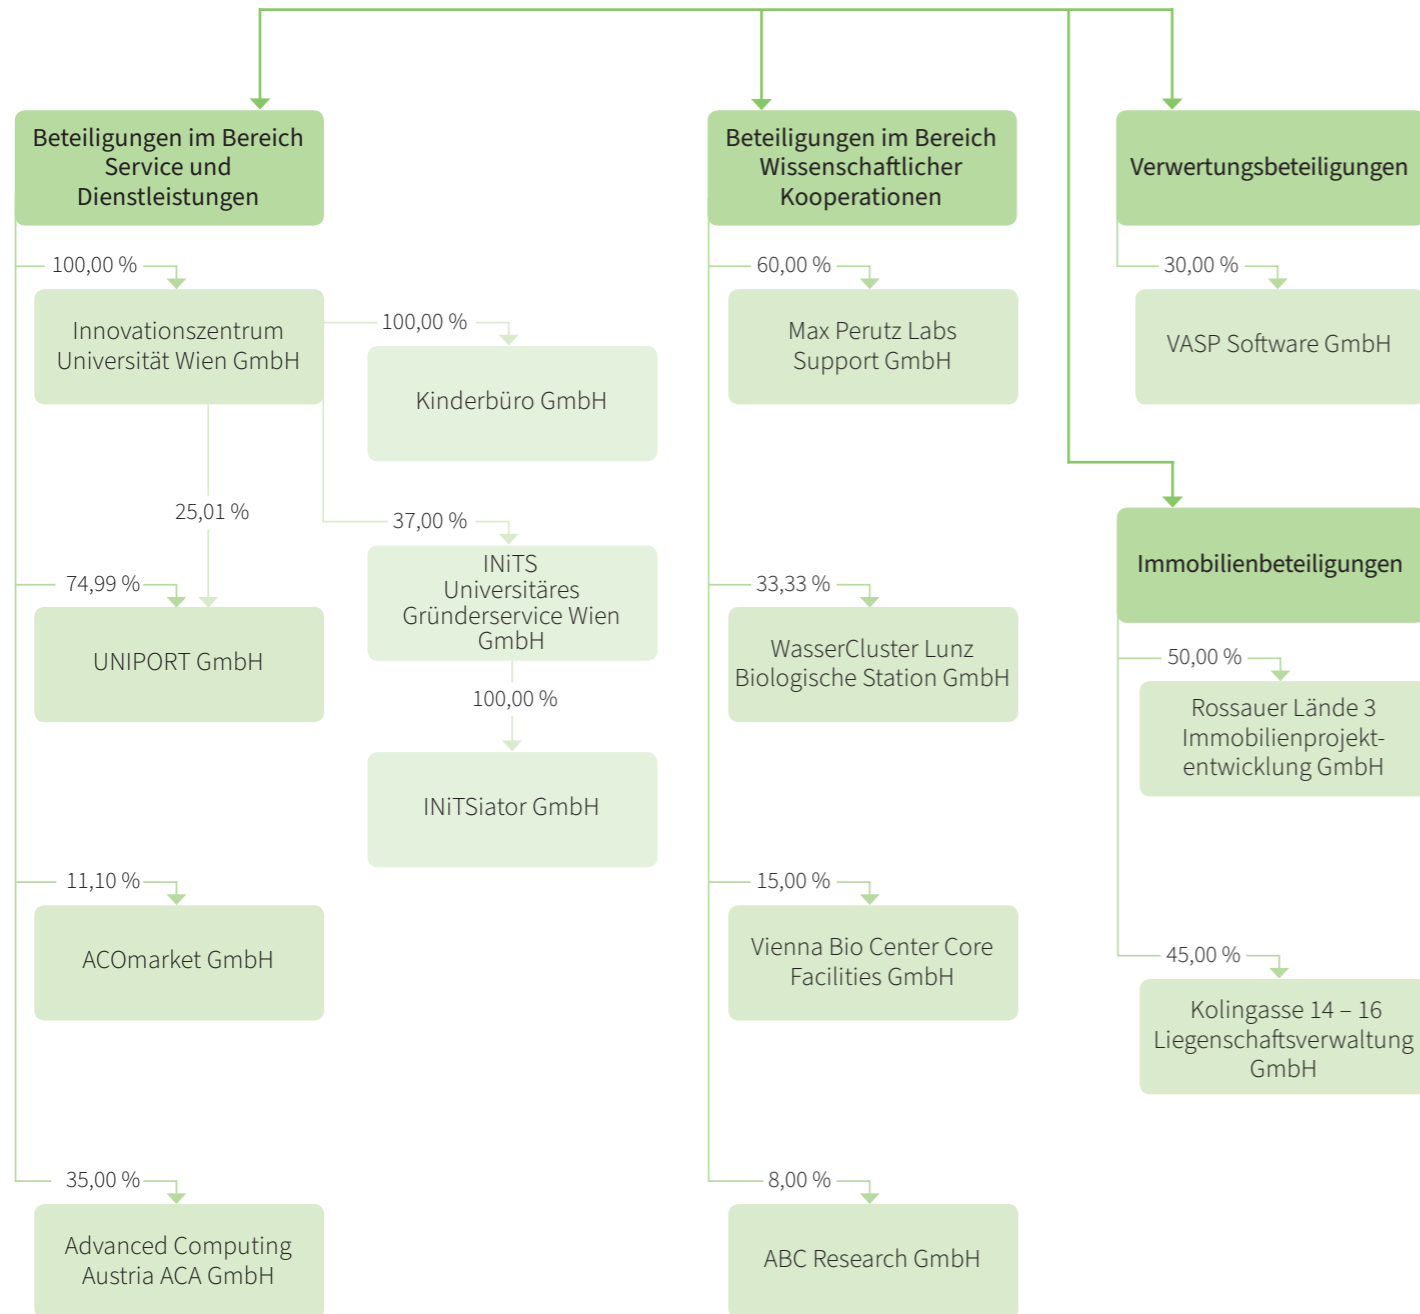 Beteiligungen im Bereich
Service und
Dienstleistungen
100,00 %
Innovationszentrum
Universität Wien GmbH
100,00 %
Kinderbüro GmbH
25,01 %
37,00 %
INiTS
Universitäres
Gründerservice Wien
GmbH
100,00 %
INiTSiator GmbH
74,99 %
UNIPORT GmbH
11,10 %
ACOmarket GmbH
35,00 %
Advanced Computing
Austria ACA GmbH
Beteiligungen im Bereich
Wissenschaftlicher
Kooperationen
60,00 %
Max Perutz Labs
Support GmbH
33,33 %
WasserCluster Lunz
Biologische Station GmbH
15,00 %
Vienna Bio Center Core
Facilities GmbH
8,00 %
ABC Research GmbH
Verwertungsbeteiligungen
30,00 %
VASP Software GmbH
Immobilienbeteiligungen
50,00 %
Rossauer Lände 3
Immobilienprojekt-
entwicklung GmbH
45,00 %
Kolingasse 14 – 16
Liegenschaftsverwaltung
GmbH